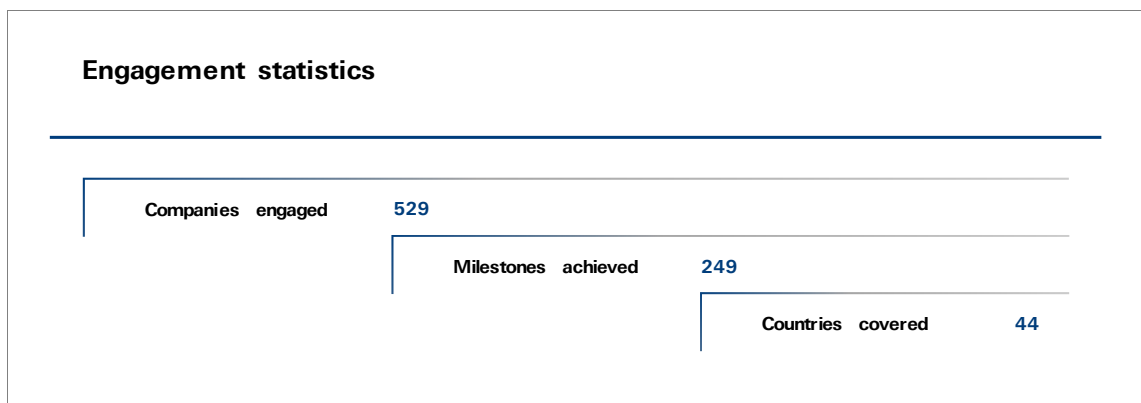 Engagement statistics
Companies engaged 529
Milestones achieved 249
Countries covered 44